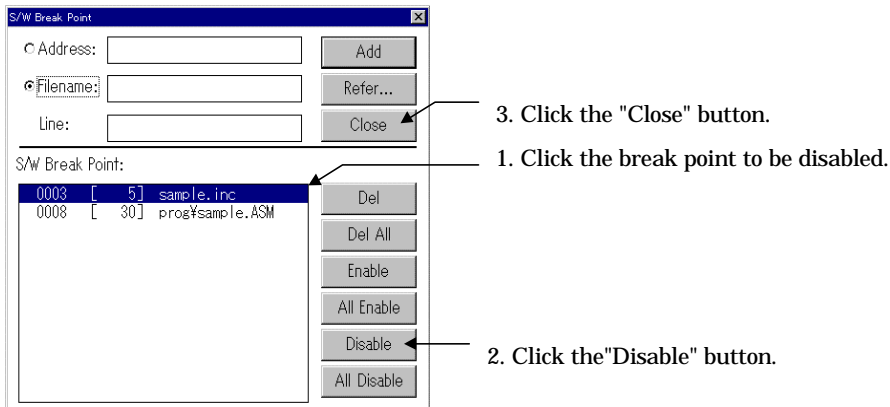 S/W Break Point
Address:
Add
Filename:
Refer...
Line:
Close
3. Click the "Close" button.
S/W Break Point:
1. Click the break point to be disabled.
0003 [ 5] sample.inc
0008 [ 30] prog¥sample.ASM
Del
Del All
Enable
All Enable
Disable
2. Click the"Disable" button.
All Disable